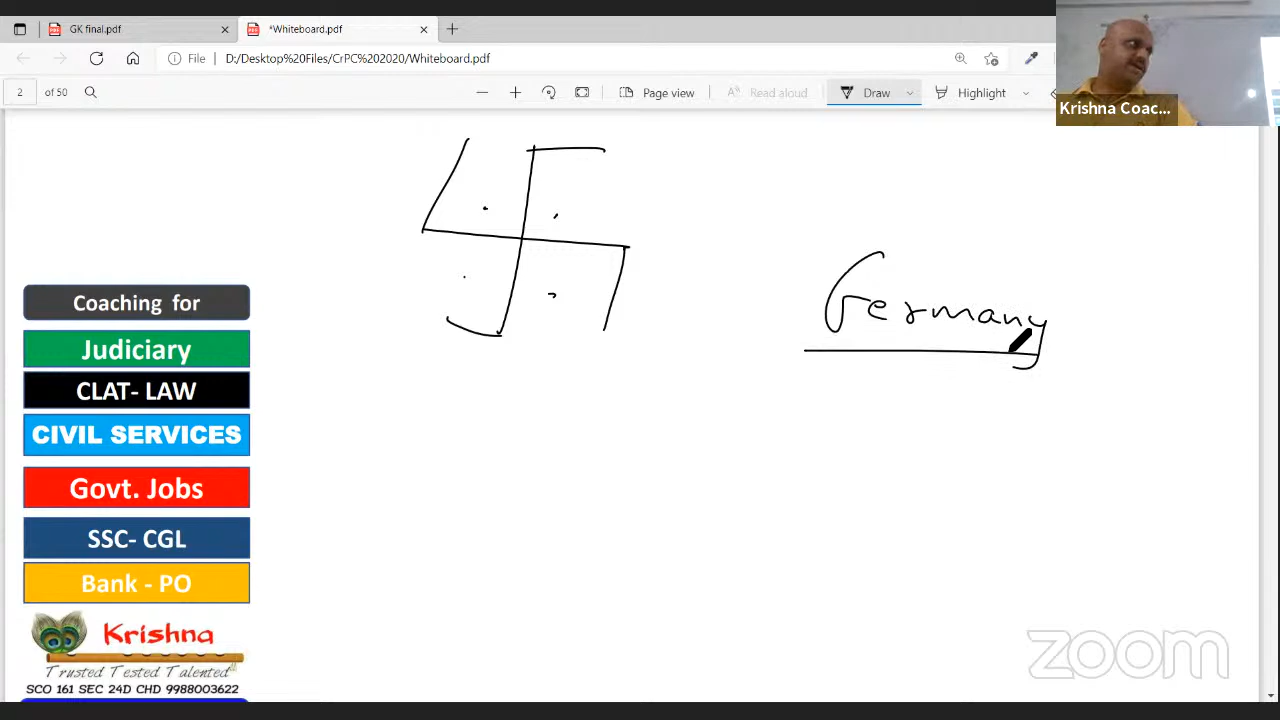 GK final.pdf
*Whiteboard.pdf
File
D:/Desktop%20Files/CrPC%202020/Whiteboard.pdf
2 of 50
Page view
Read aloud
Draw
Highlight
Krishna Coac...
Germany
Coaching for
Judiciary
CLAT- LAW
CIVIL SERVICES
Govt. Jobs
SSC- CGL
Bank - PO
Krishna
Trusted Tested Talented
SCO 161 SEC 24D CHD 9988003622
zoom